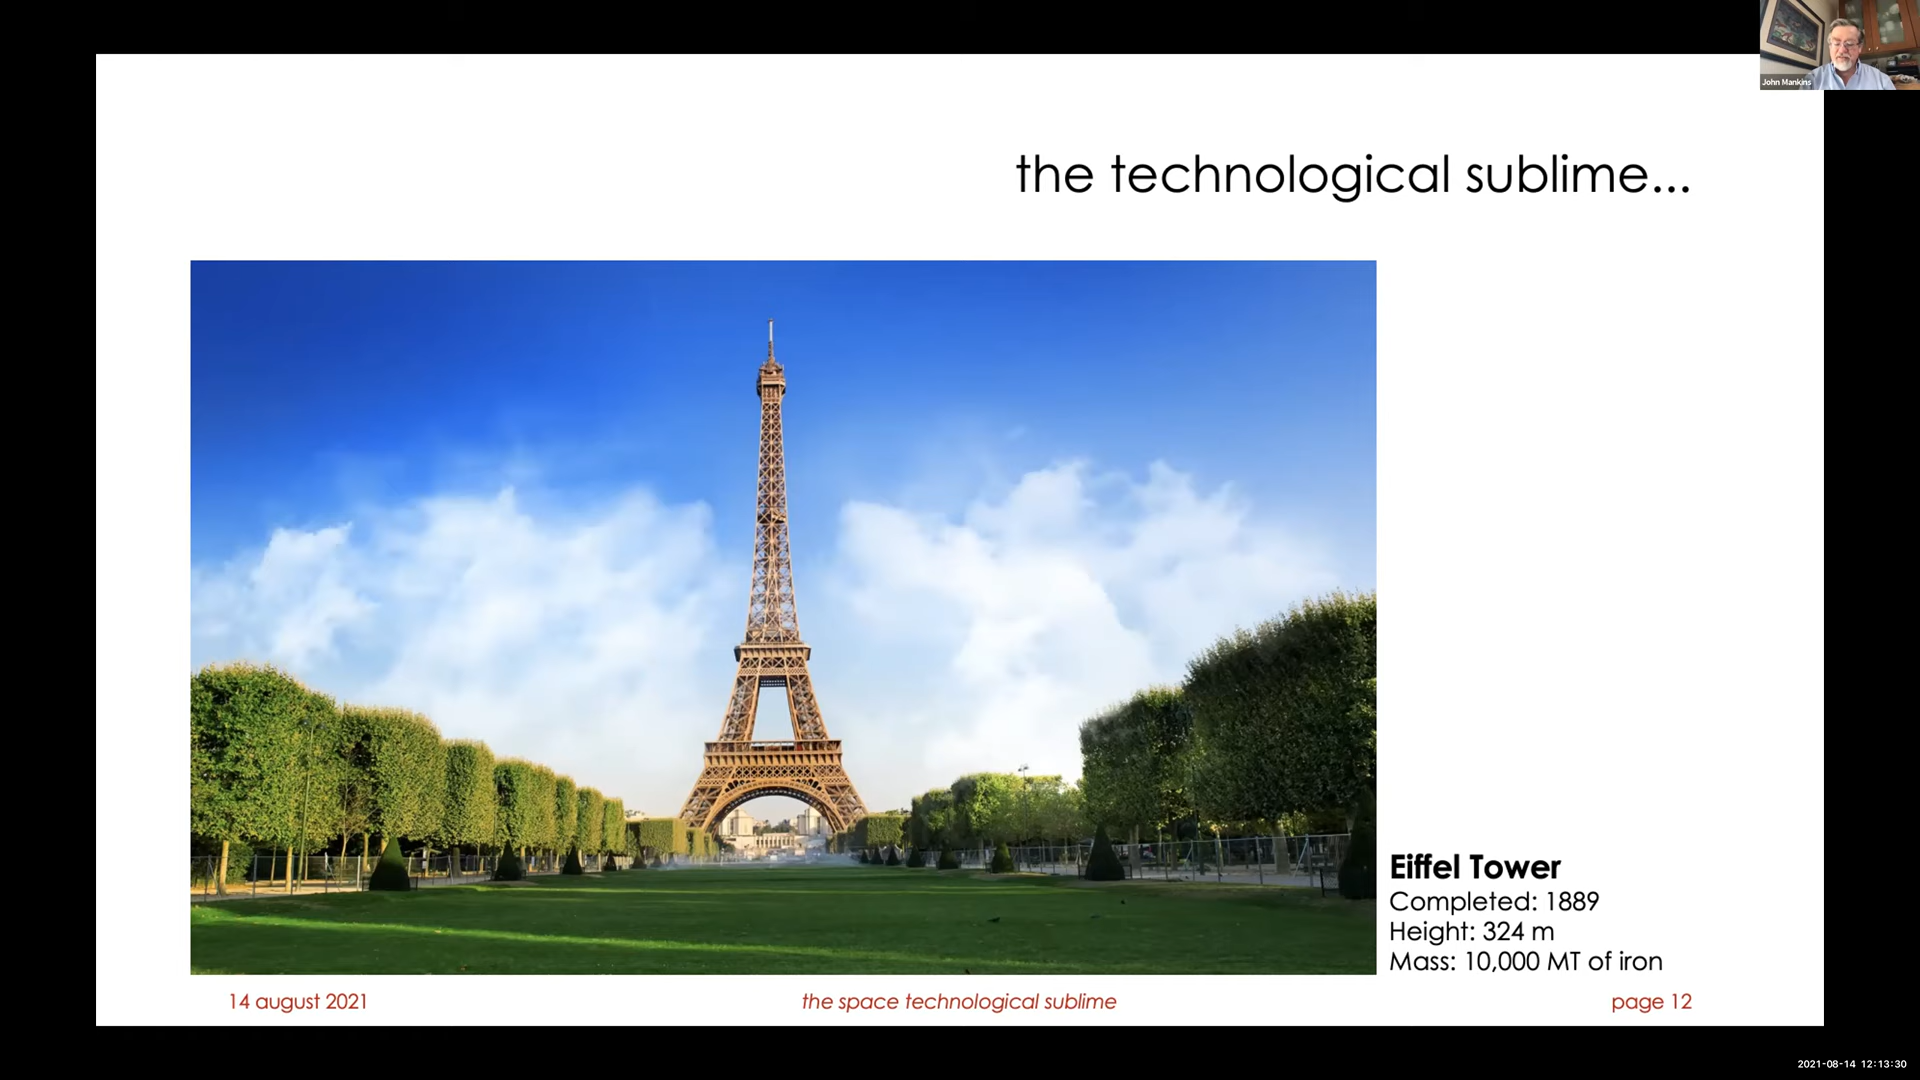 John Mankins
the technological sublime...
Eiffel Tower
Completed: 1889
Height: 324 m
Mass: 10,000 MT of iron
14 august 2021
the space technological sublime
page 12
2021-08-14 12:13:30